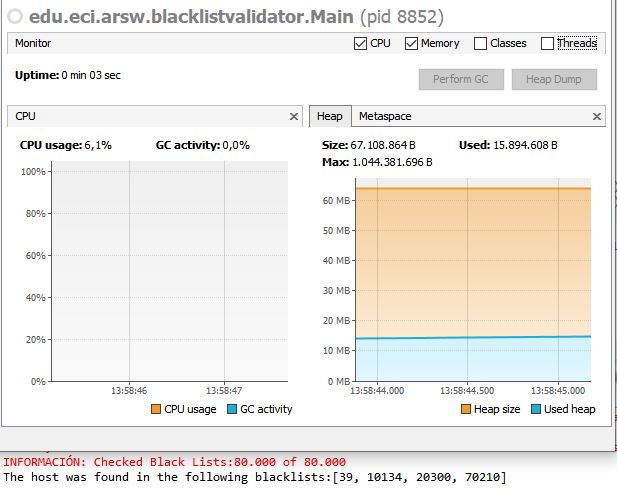 edu.eci.arsw.blacklistvalidator.Main (pid 8852)
Monitor CPU Memory Classes Threads
Uptime: 0 min 03 sec Perform GC Heap Dump
CPU Heap Metaspace
CPU usage: 6,1% GC activity: 0,0% Size: 67.108.864 B Used: 15.894.608 B
Max: 1.044.381.696 B
100%
80%
60%
40%
20%
0%
13:58:46 13:58:47
CPU usage GC activity
60 MB
50 MB
40 MB
30 MB
20 MB
10 MB
0 MB
13:58:44.000 13:58:44.500 13:58:45.000
Heap size Used heap
INFORMACIÓN: Checked Black Lists:80.000 of 80.000
The host was found in the following blacklists:[39, 10134, 20300, 70210]